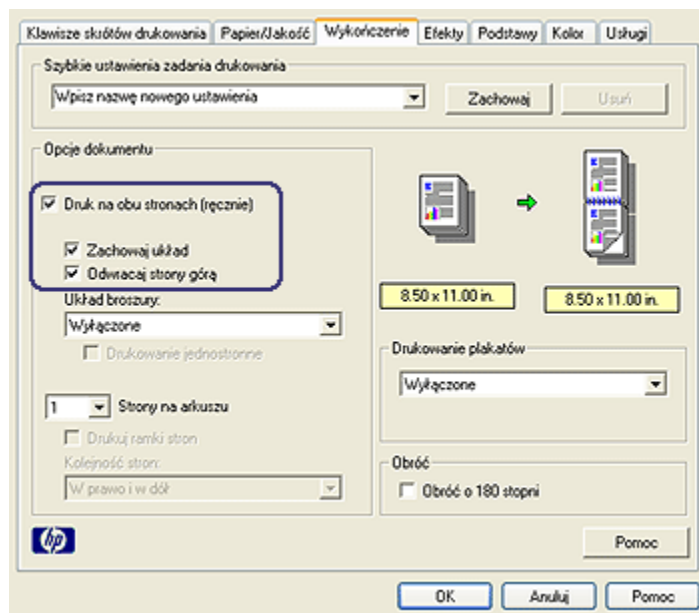 Klawisze skrótów drukowania Papier/Jakość Wykończenie Efekty Podstawy Kolor Usługi
Szybkie ustawienia zadania drukowania
Wpisz nazwę nowego ustawienia Zachowaj Usuń
Opcje dokumentu
Druk na obu stronach (ręcznie)
Zachowaj układ
Odwracaj strony górą
Układ broszury:
Wyłączone
Drukowanie jednostronne
1 Strony na arkuszu
Drukuj ramki stron
Kolejność stron:
W prawo i w dół
8.50 x 11.00 in. 8.50 x 11.00 in.
Drukowanie plakatów
Wyłączone
Obróć
Obróć o 180 stopni
hp
Pomoc
OK Anuluj Pomoc